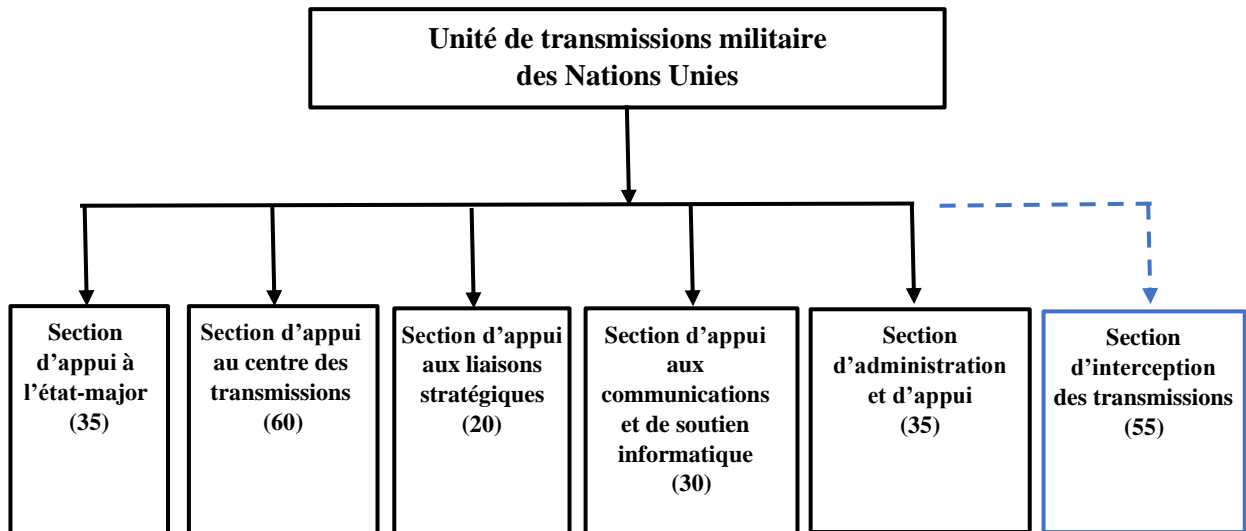 Unité de transmissions militaire
des Nations Unies
Section
d’appui à
l’état-major
(35)
Section d’appui
au centre des
transmissions
(60)
Section d’appui
aux liaisons
stratégiques
(20)
Section d’appui
aux
communications
et de soutien
informatique
(30)
Section
d’administration
et d’appui
(35)
Section
d’interception
des transmissions
(55)